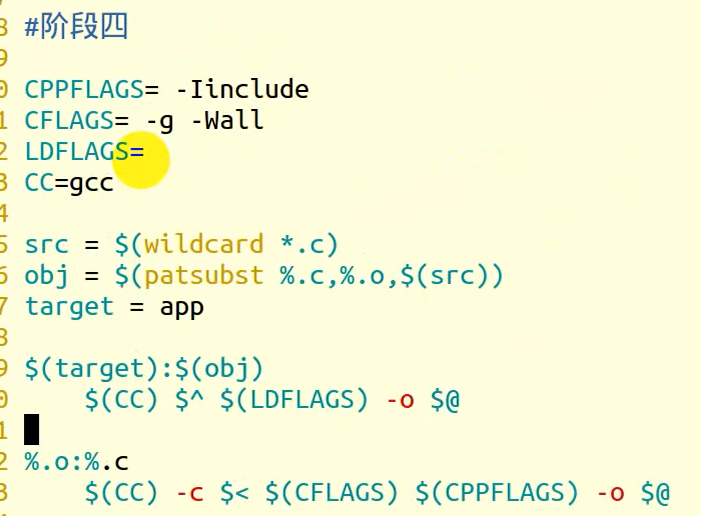 8 #阶段四
9
0 CPPFLAGS= -Iinclude
1 CFLAGS= -g -Wall
2 LDFLAGS=
3 CC=gcc
4
5 src = $(wildcard *.c)
6 obj = $(patsubst %.c,%.o,$(src))
7 target = app
8
9 $(target):$(obj)
0     $(CC) $^ $(LDFLAGS) -o $@
1
2 %.o:%.c
3     $(CC) -c $< $(CFLAGS) $(CPPFLAGS) -o $@